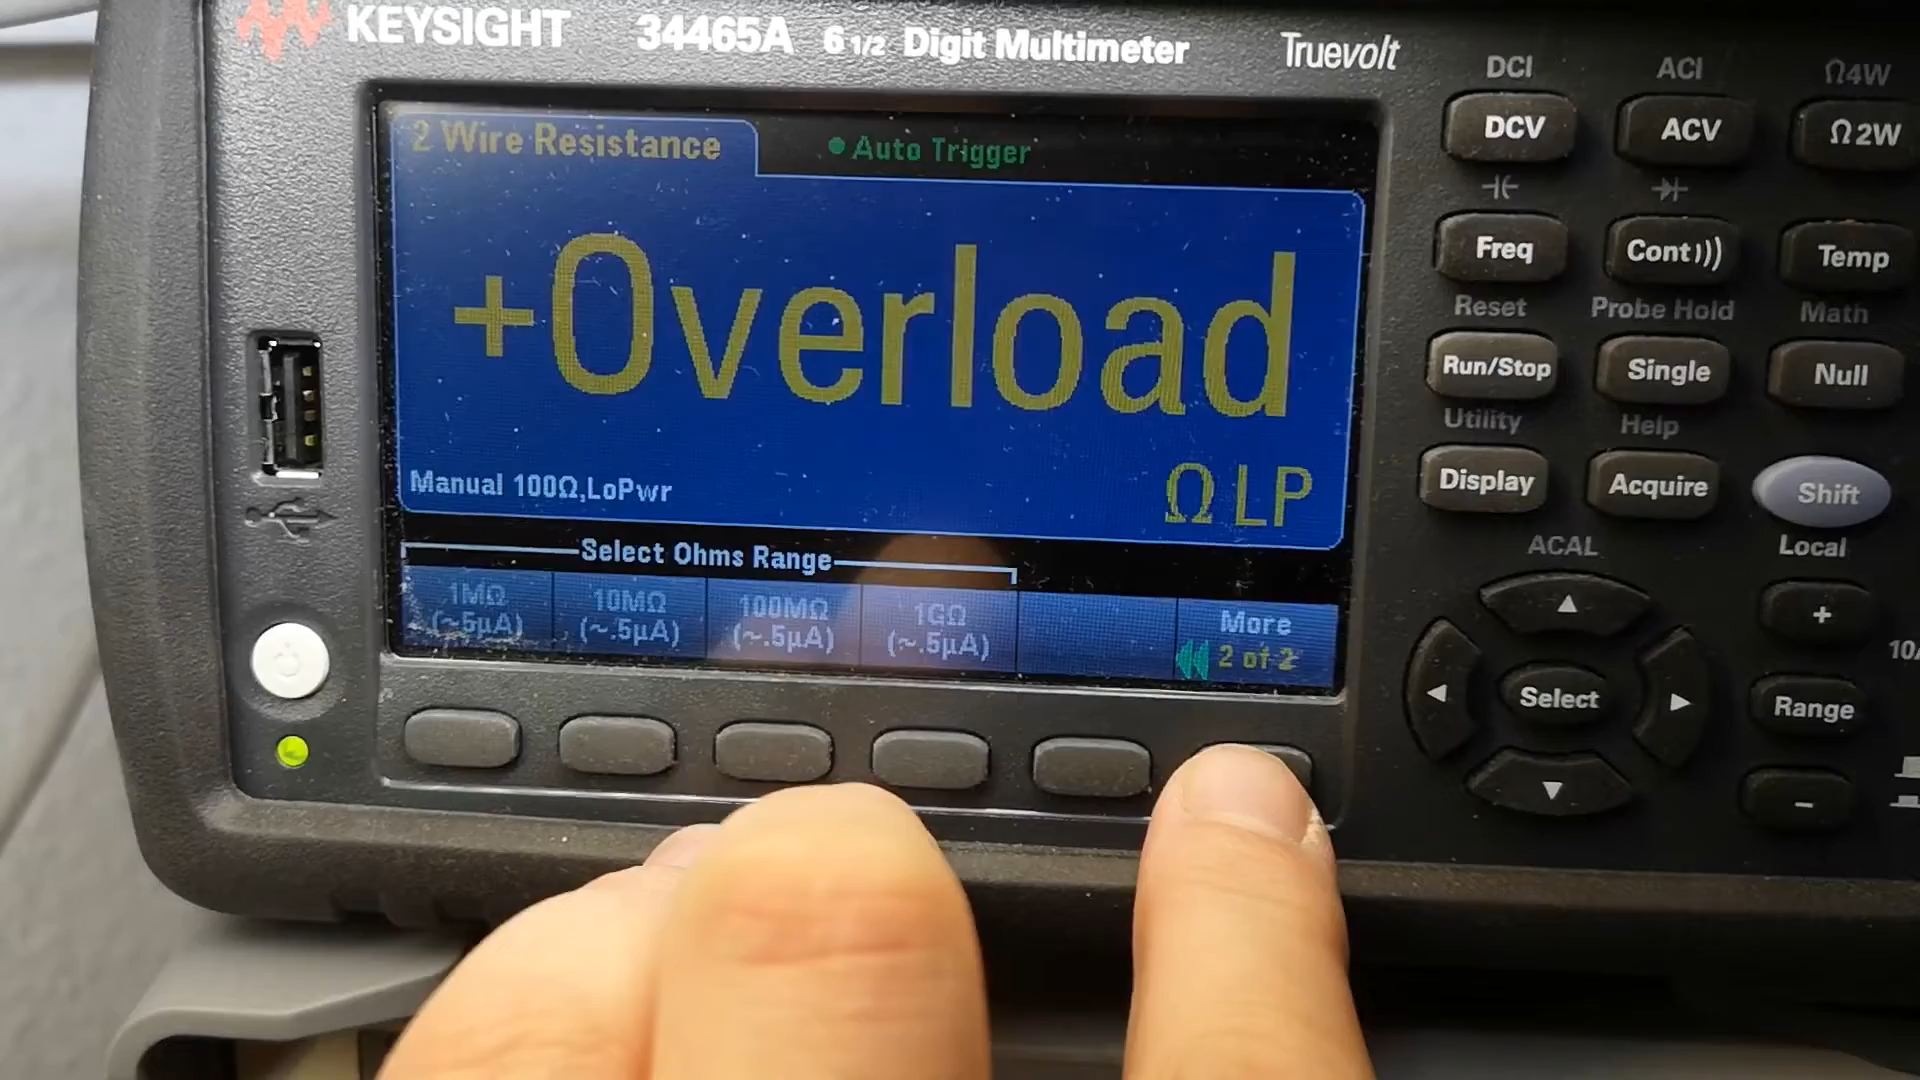 KEYSIGHT 34465A 6 1/2 Digit Multimeter Truevolt
2 Wire Resistance
Auto Trigger
+Overload
Manual 100Ω,LoPwr
Ω LP
Select Ohms Range
1MΩ (~5µA)
10MΩ (~.5µA)
100MΩ (~.5µA)
1GΩ (~.5µA)
More 2 of 2
DCI ACI Ω4W
DCV ACV Ω2W
Freq Cont Temp
Reset Probe Hold Math
Run/Stop Single Null
Utility Help
Display Acquire Shift
ACAL Local
+
Select Range
-